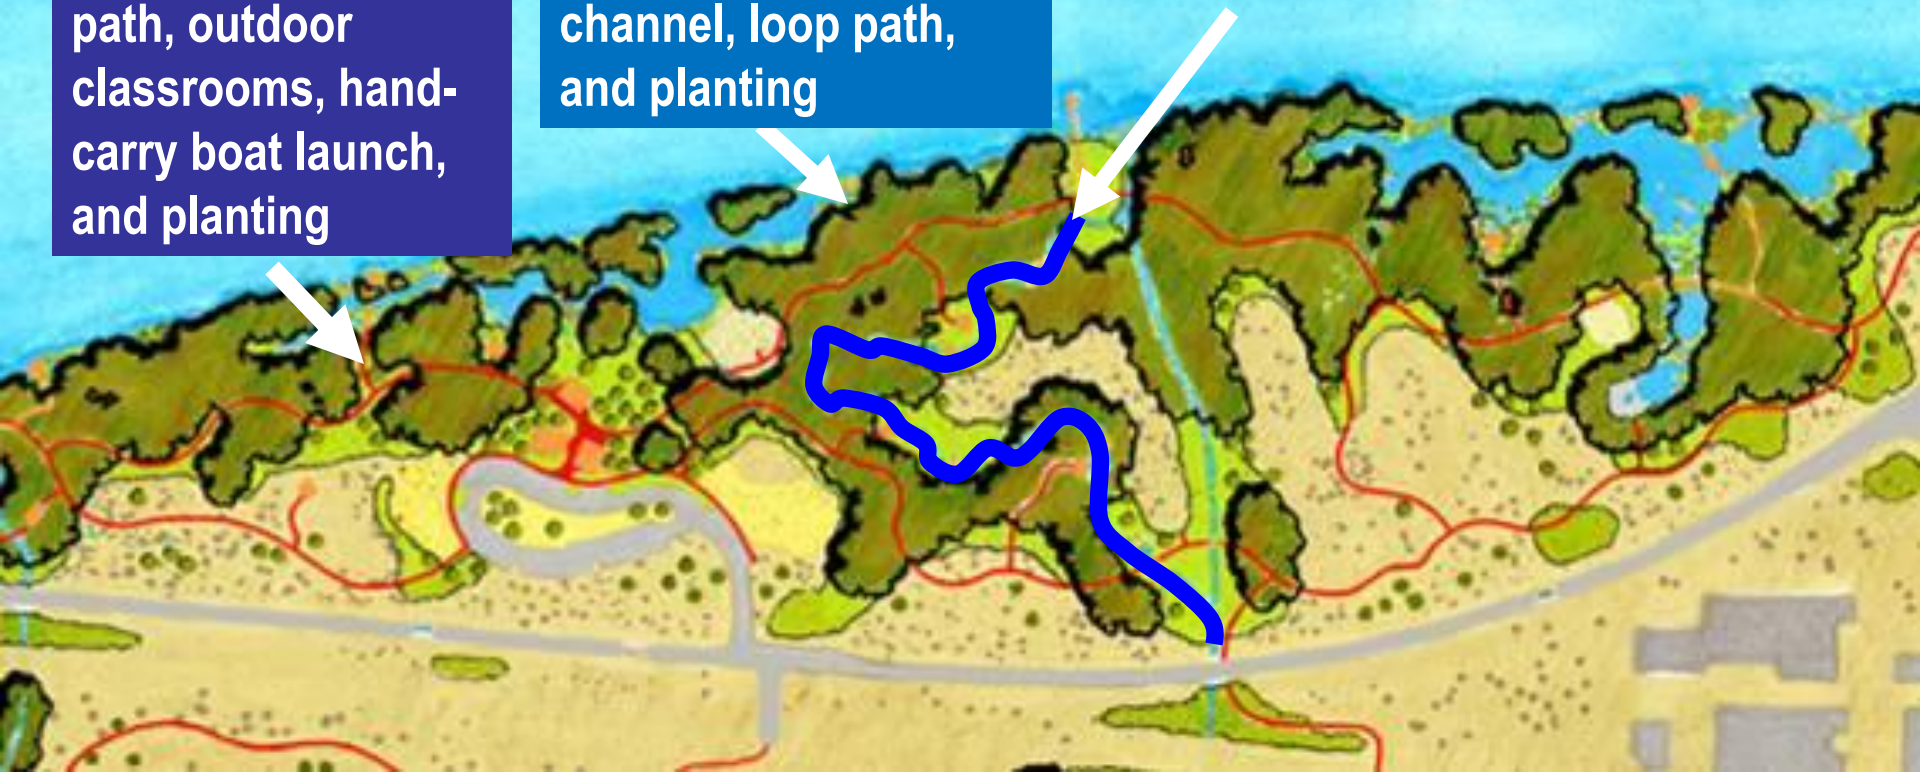 path, outdoor
classrooms, hand-
carry boat launch,
and planting
channel, loop path,
and planting